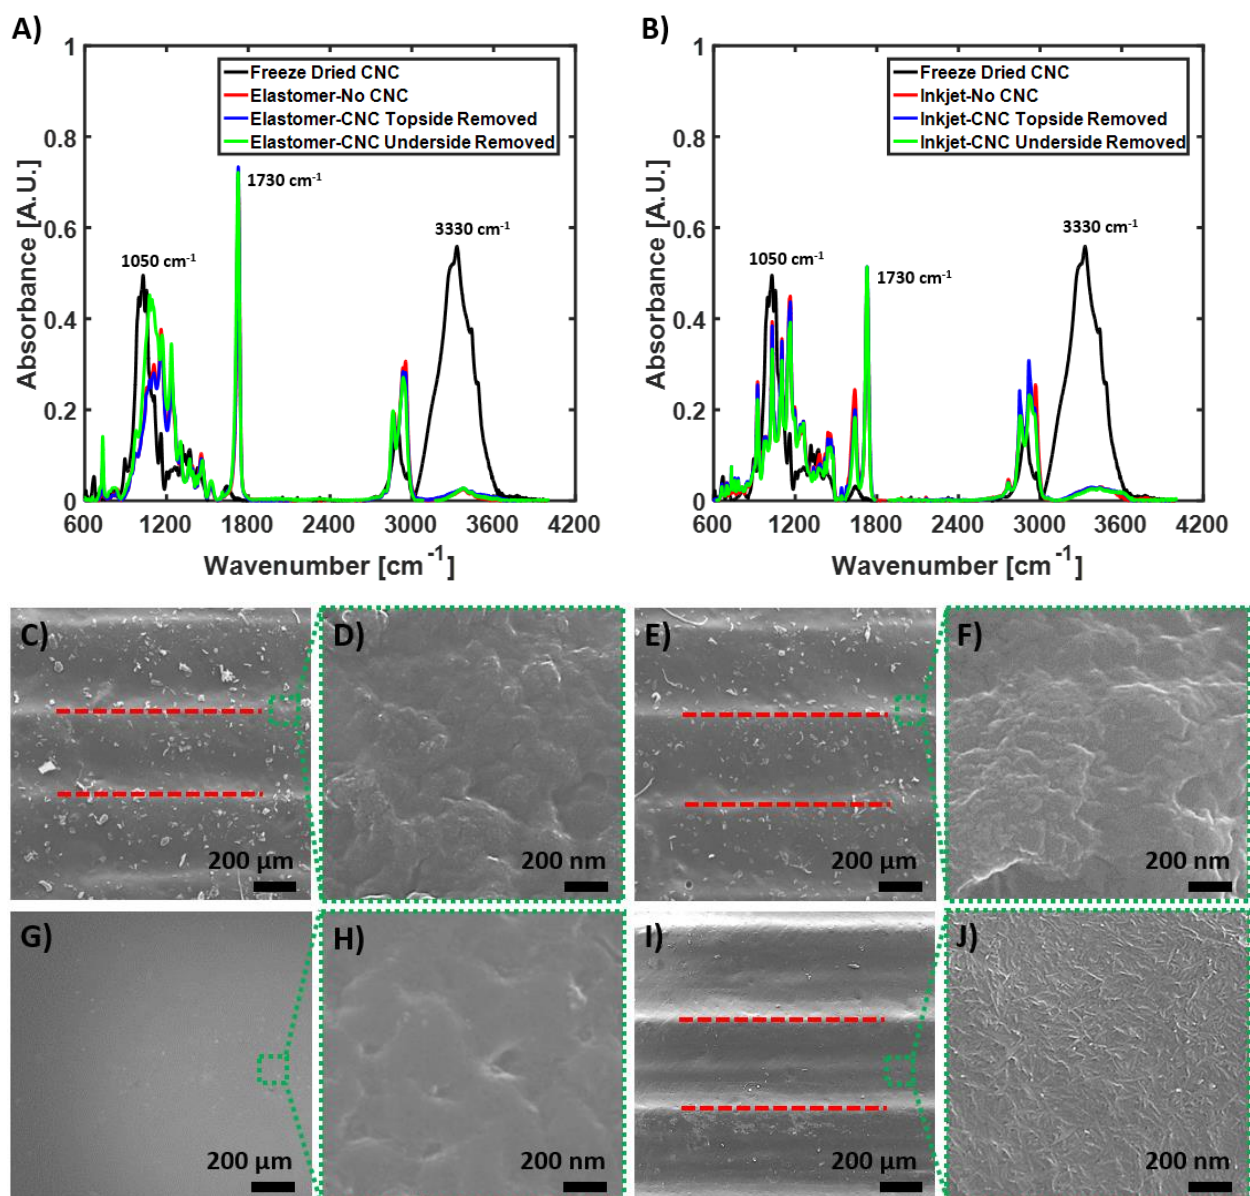 A)
B)
1
0.8
0.6
0.4
0.2
0
Absorbance [A.U.]
Freeze Dried CNC
Elastomer-No CNC
Elastomer-CNC Topside Removed
Elastomer-CNC Underside Removed
1050 cm-1
1730 cm-1
3330 cm-1
600 1200 1800 2400 3000 3600 4200
Wavenumber [cm-1]
1
0.8
0.6
0.4
0.2
0
Absorbance [A.U.]
Freeze Dried CNC
Inkjet-No CNC
Inkjet-CNC Topside Removed
Inkjet-CNC Underside Removed
1050 cm-1
1730 cm-1
3330 cm-1
600 1200 1800 2400 3000 3600 4200
Wavenumber [cm-1]
C)
200 µm
D)
200 nm
E)
200 µm
F)
200 nm
G)
200 µm
H)
200 nm
I)
200 µm
J)
200 nm